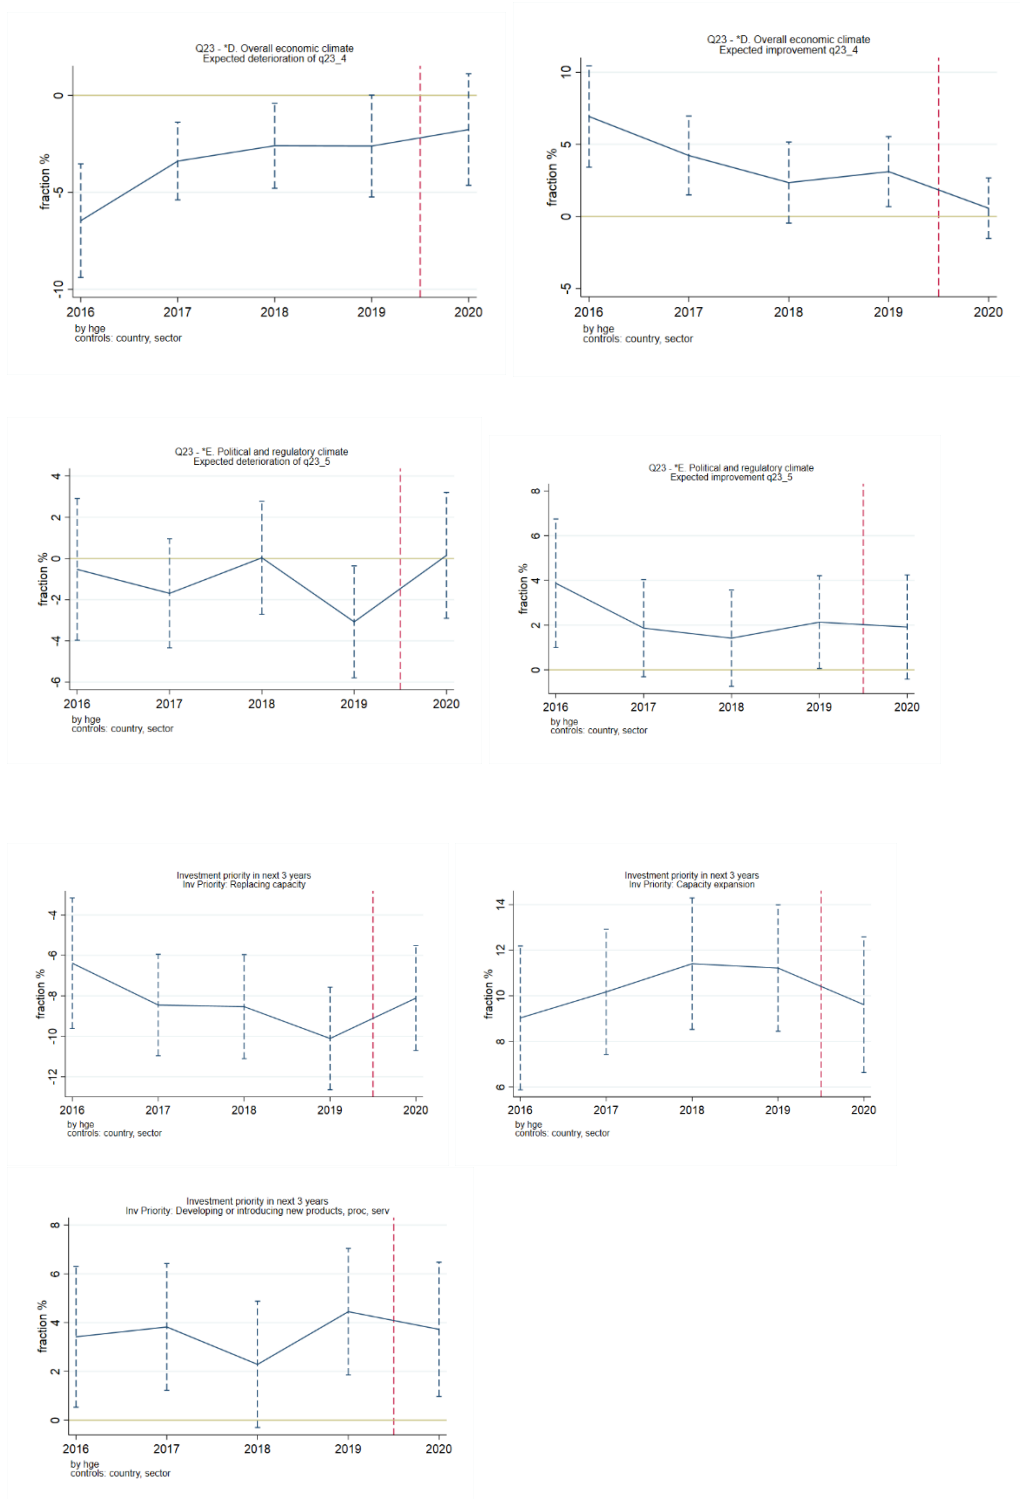 Q23 - *D. Overall economic climate
Expected deterioration of q23_4
fraction %
0
-5
-10
2016 2017 2018 2019 2020
by hge
controls: country, sector
Q23 - *D. Overall economic climate
Expected improvement q23_4
fraction %
10
5
0
-5
2016 2017 2018 2019 2020
by hge
controls: country, sector
Q23 - *E. Political and regulatory climate
Expected deterioration of q23_5
fraction %
4
2
0
-2
-4
-6
2016 2017 2018 2019 2020
by hge
controls: country, sector
Q23 - *E. Political and regulatory climate
Expected improvement q23_5
fraction %
8
6
4
2
0
2016 2017 2018 2019 2020
by hge
controls: country, sector
Investment priority in next 3 years
Inv Priority: Replacing capacity
fraction %
-4
-6
-8
-10
-12
2016 2017 2018 2019 2020
by hge
controls: country, sector
Investment priority in next 3 years
Inv Priority: Capacity expansion
fraction %
14
12
10
8
6
2016 2017 2018 2019 2020
by hge
controls: country, sector
Investment priority in next 3 years
Inv Priority: Developing or introducing new products, proc, serv
fraction %
8
6
4
2
0
2016 2017 2018 2019 2020
by hge
controls: country, sector